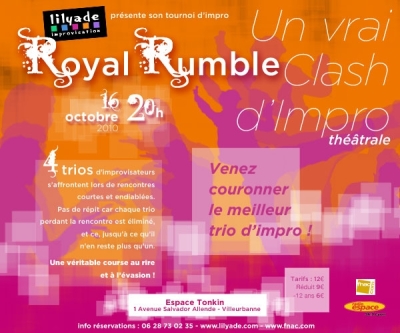 lilyade
improvisation
présente son tournoi d'impro
Royal Rumble
16
octobre
2010
20h
Un vrai
Clash
d'Impro
théâtrale
4 trios d'improvisateurs
s'affrontent lors de rencontres
courtes et endiablées.
Pas de répit car chaque trio
perdant la rencontre est éliminé,
et ce, jusqu'à ce qu'il
n'en reste plus qu'un.
Une véritable course au rire
et à l'évasion !
Venez
couronner
le meilleur
trio d'impro !
Tarifs : 12€
Réduit 9€
-12 ans 6€
fnac
espace
Espace Tonkin
1 Avenue Salvador Allende - Villeurbanne
info réservations : 06 28 73 02 35 - www.lilyade.com - www.fnac.com